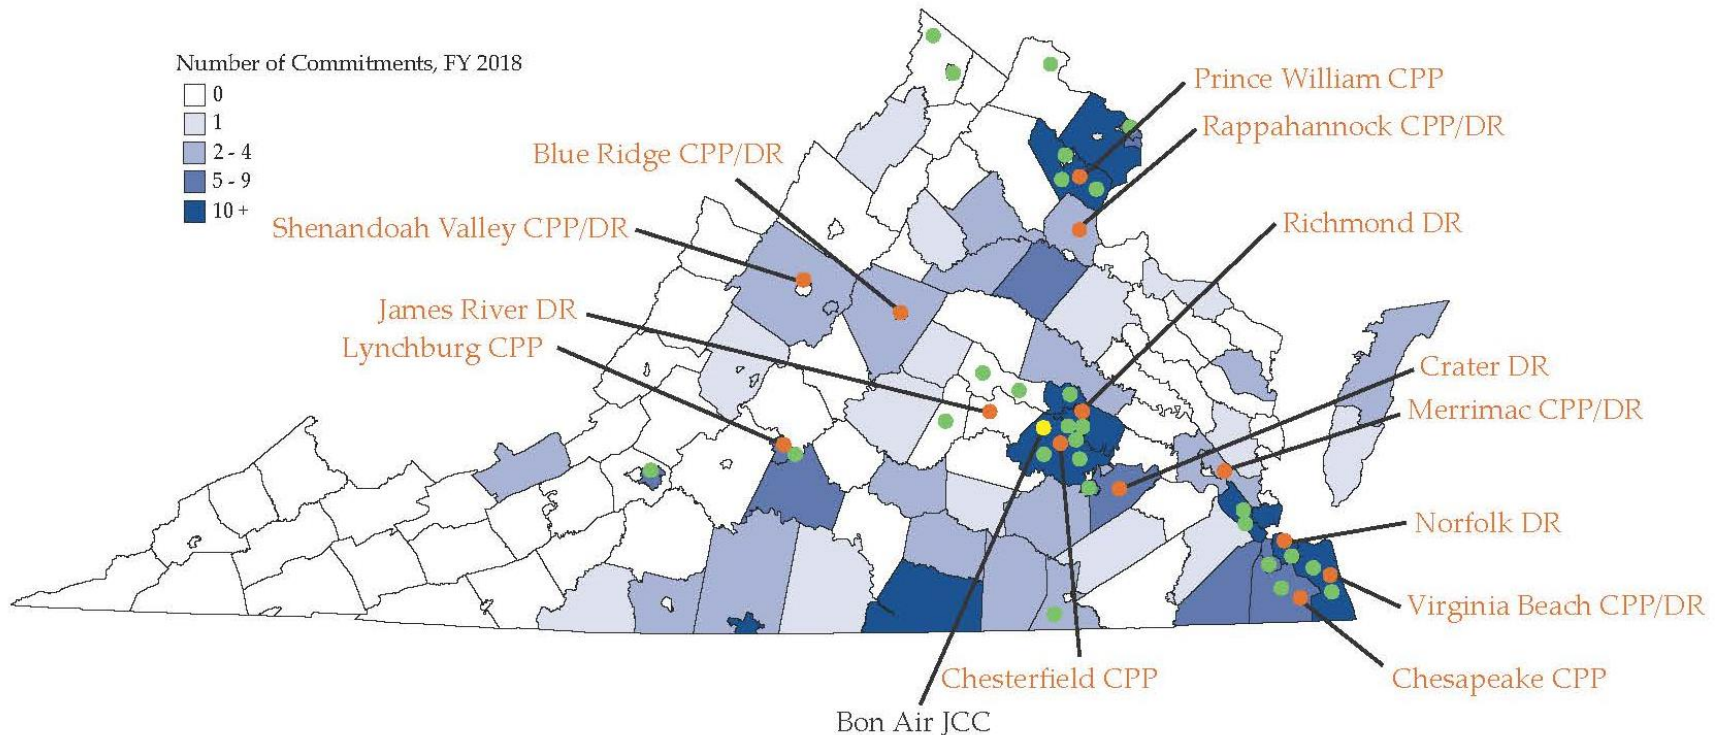 Number of Commitments, FY 2018
0
1
2 - 4
5 - 9
10 +
Prince William CPP
Rappahannock CPP/DR
Blue Ridge CPP/DR
Shenandoah Valley CPP/DR
Richmond DR
James River DR
Lynchburg CPP
Crater DR
Merrimac CPP/DR
Norfolk DR
Virginia Beach CPP/DR
Chesterfield CPP
Chesapeake CPP
Bon Air JCC